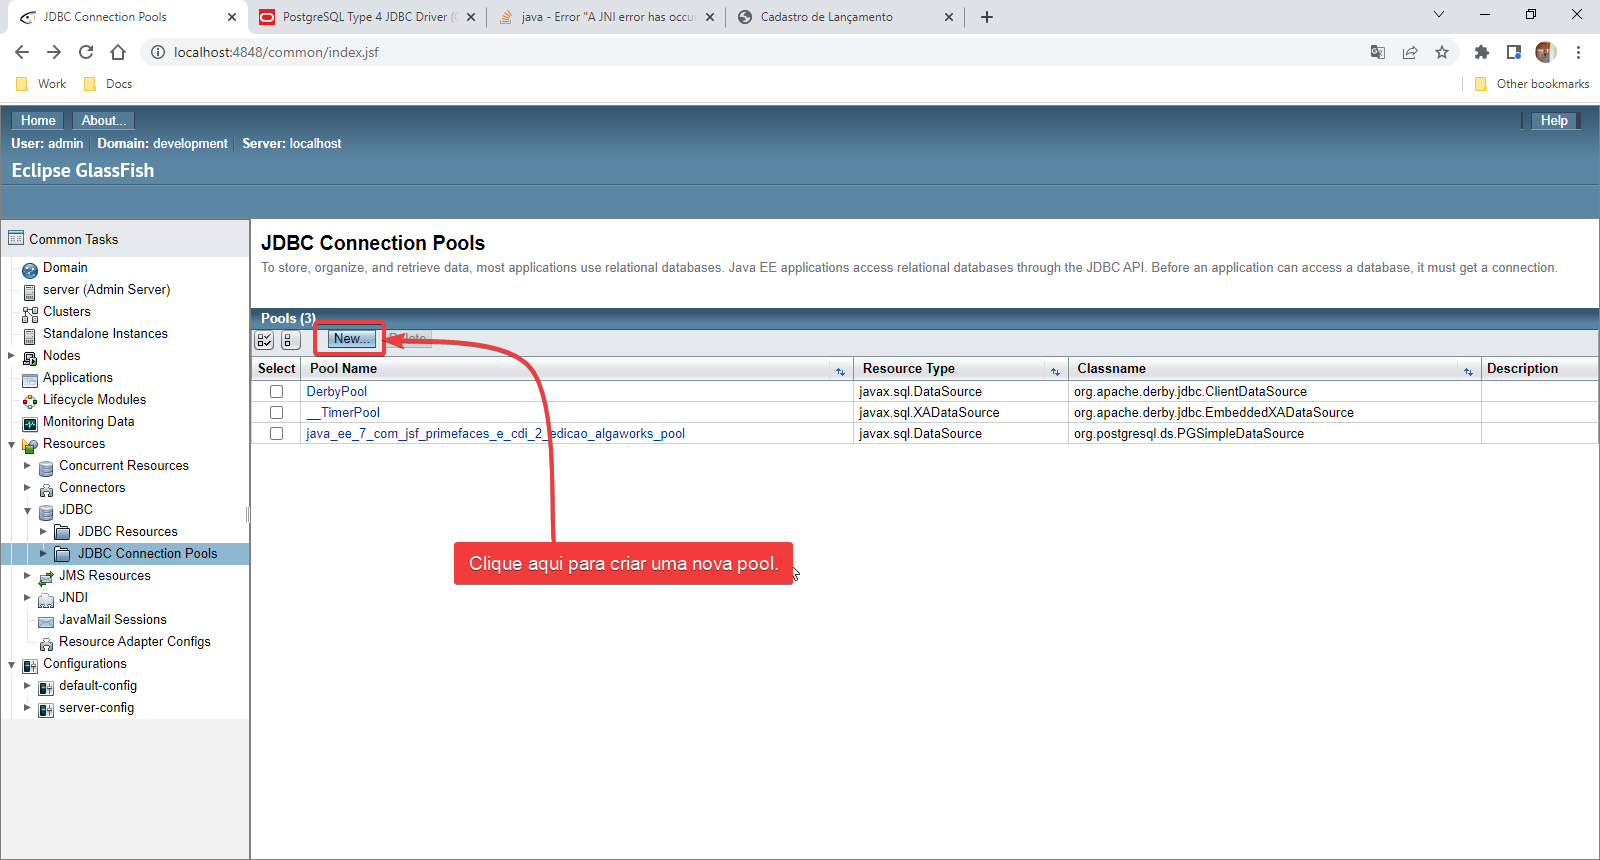 JDBC Connection Pools
PostgreSQL Type 4 JDBC Driver (
java - Error "A JNI error has occu
Cadastro de Lançamento
localhost:4848/common/index.jsf
Work
Docs
Other bookmarks
Home
About...
Help
User: admin
Domain: development
Server: localhost
Eclipse GlassFish
Common Tasks
Domain
server (Admin Server)
Clusters
Standalone Instances
Nodes
Applications
Lifecycle Modules
Monitoring Data
Resources
Concurrent Resources
Connectors
JDBC
JDBC Resources
JDBC Connection Pools
JMS Resources
JNDI
JavaMail Sessions
Resource Adapter Configs
Configurations
default-config
server-config
JDBC Connection Pools
To store, organize, and retrieve data, most applications use relational databases. Java EE applications access relational databases through the JDBC API. Before an application can access a database, it must get a connection.
Pools (3)
New...
Delete
Select Pool Name Resource Type Classname Description
DerbyPool javax.sql.DataSource org.apache.derby.jdbc.ClientDataSource
__TimerPool javax.sql.XADataSource org.apache.derby.jdbc.EmbeddedXADataSource
java_ee_7_com_jsf_primefaces_e_cdi_2_edicao_algaworks_pool javax.sql.DataSource org.postgresql.ds.PGSimpleDataSource
Clique aqui para criar uma nova pool.